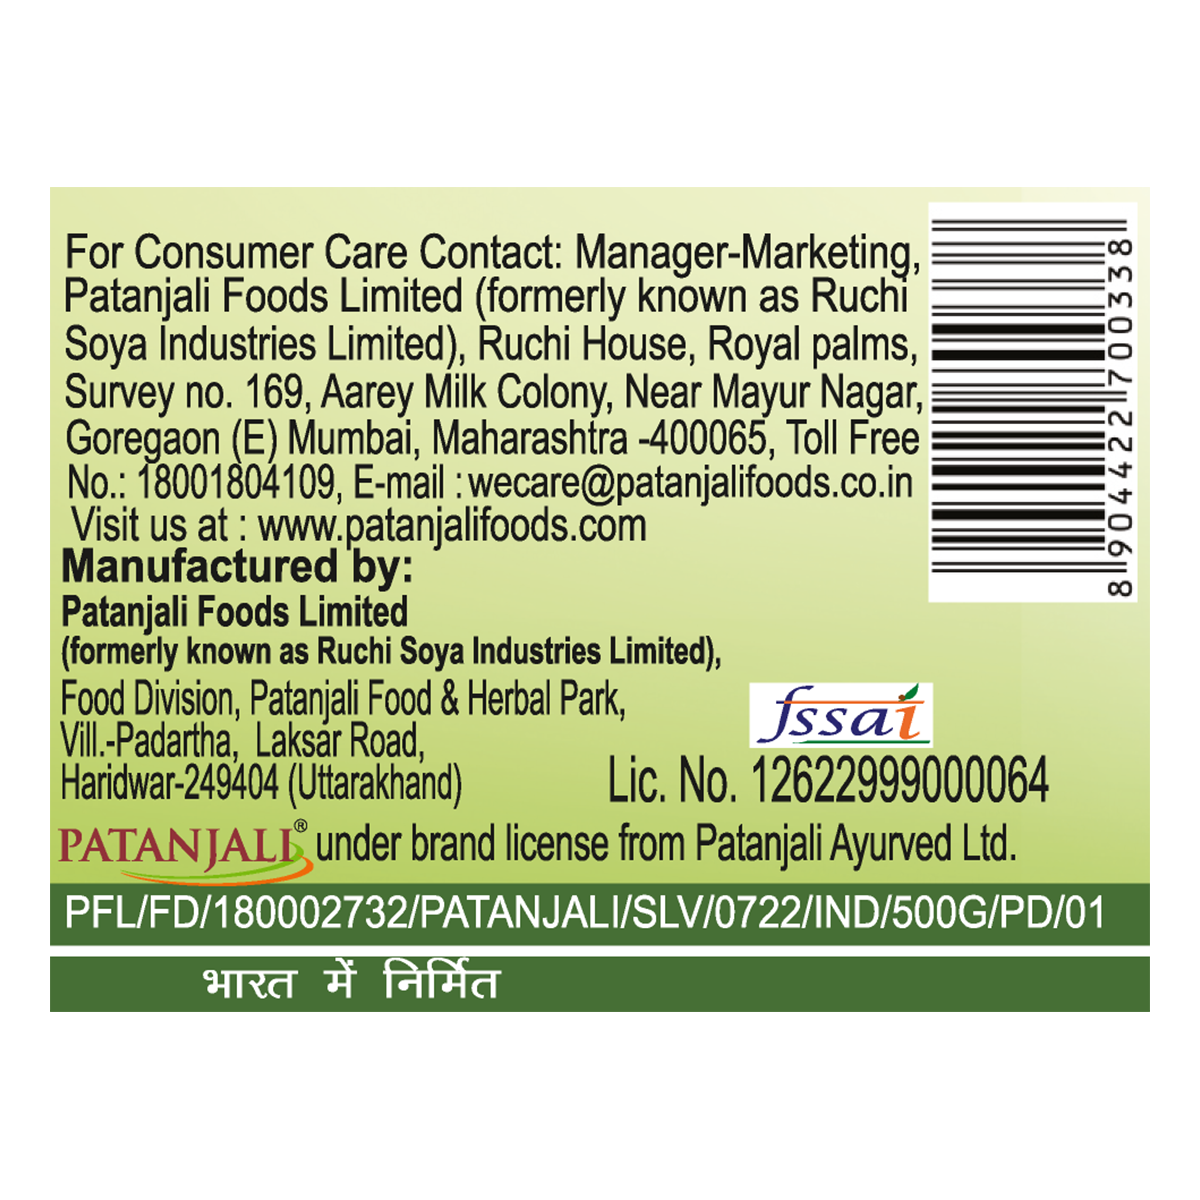 For Consumer Care Contact: Manager-Marketing,
Patanjali Foods Limited (formerly known as Ruchi
Soya Industries Limited), Ruchi House, Royal palms,
Survey no. 169, Aarey Milk Colony, Near Mayur Nagar,
Goregaon (E) Mumbai, Maharashtra -400065, Toll Free
No.: 18001804109, E-mail : wecare@patanjalifoods.co.in
Visit us at : www.patanjalifoods.com
8904422700338
Manufactured by:
Patanjali Foods Limited
(formerly known as Ruchi Soya Industries Limited),
Food Division, Patanjali Food & Herbal Park,
Vill.-Padartha, Laksar Road,
Haridwar-249404 (Uttarakhand)
fssai
Lic. No. 12622999000064
PATANJALI® under brand license from Patanjali Ayurved Ltd.
PFL/FD/180002732/PATANJALI/SLV/0722/IND/500G/PD/01
भारत में निर्मित